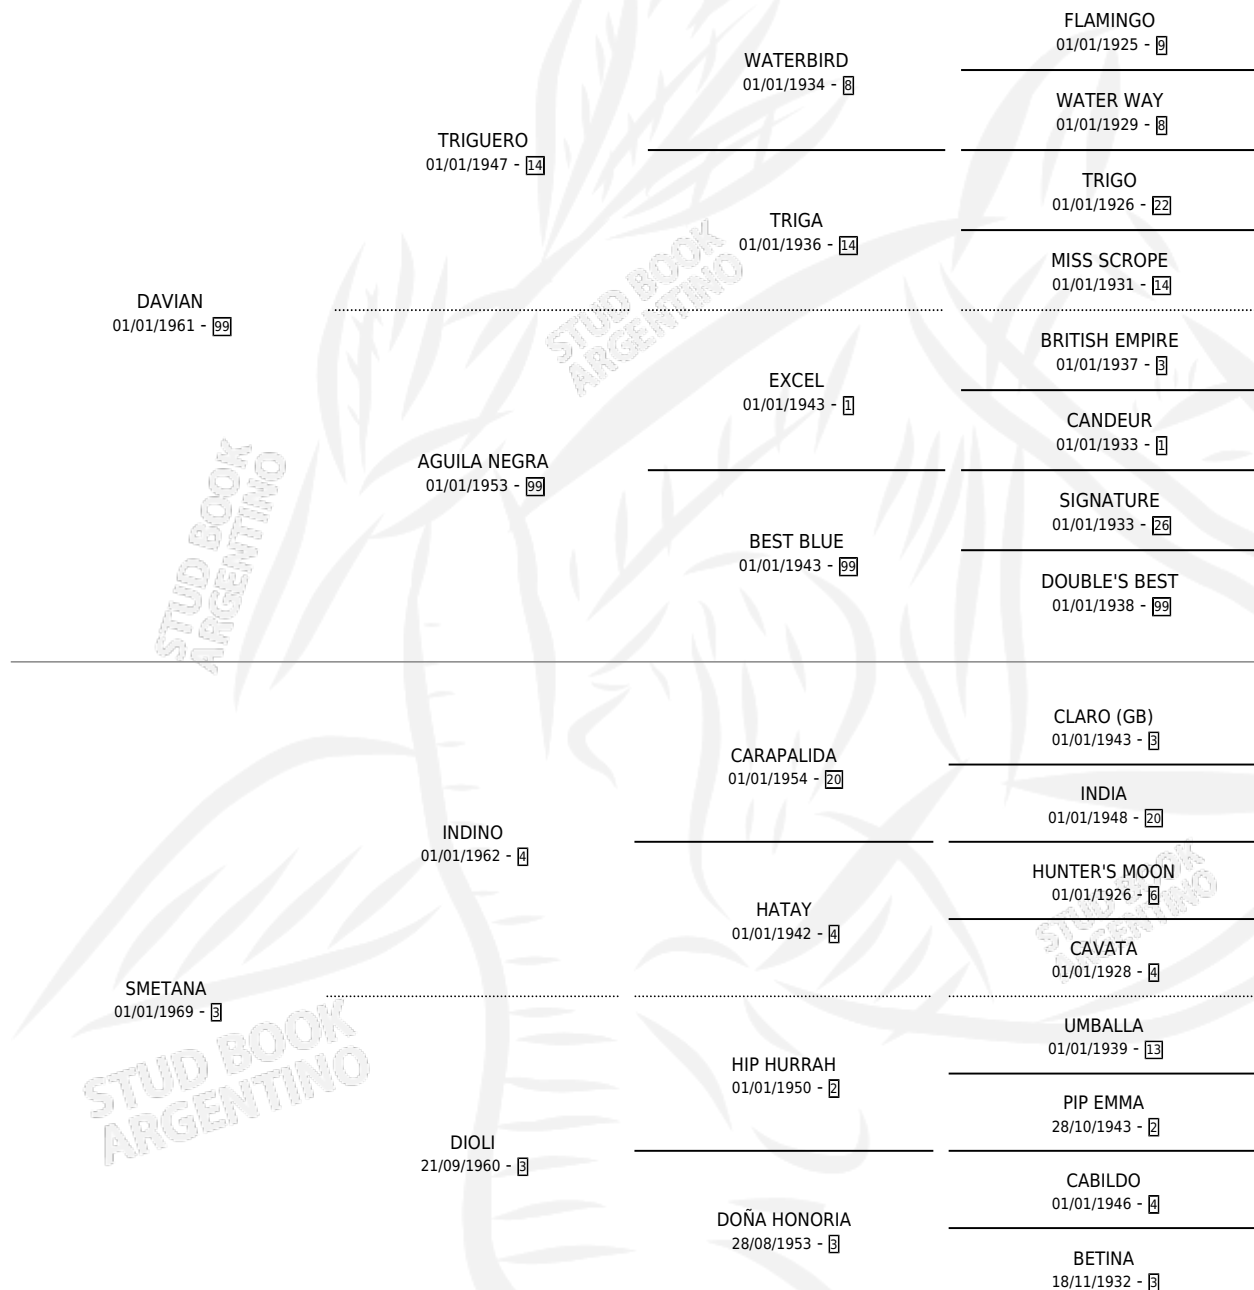 FLAMINGO
01/01/1925 - 9
WATERBIRD
01/01/1934 - 8
WATER WAY
01/01/1929 - 8
TRIGUERO
01/01/1947 - 14
TRIGO
01/01/1926 - 22
TRIGA
01/01/1936 - 14
MISS SCROPE
01/01/1931 - 14
DAVIAN
01/01/1961 - 99
BRITISH EMPIRE
01/01/1937 - 3
EXCEL
01/01/1943 - 1
CANDEUR
01/01/1933 - 1
AGUILA NEGRA
01/01/1953 - 99
SIGNATURE
01/01/1933 - 26
BEST BLUE
01/01/1943 - 99
DOUBLE'S BEST
01/01/1938 - 99
STUD BOOK
ARGENTINO
STUD BOOK
ARGENTINO
CLARO (GB)
01/01/1943 - 3
CARAPALIDA
01/01/1954 - 20
INDIA
01/01/1948 - 20
INDINO
01/01/1962 - 4
HUNTER'S MOON
01/01/1926 - 6
HATAY
01/01/1942 - 4
CAVATA
01/01/1928 - 4
STUD BOOK
ARGENTINO
SMETANA
01/01/1969 - 3
UMBALLA
01/01/1939 - 13
HIP HURRAH
01/01/1950 - 2
PIP EMMA
28/10/1943 - 2
STUD BOOK
ARGENTINO
DIOLI
21/09/1960 - 3
CABILDO
01/01/1946 - 4
DOÑA HONORIA
28/08/1953 - 3
BETINA
18/11/1932 - 3